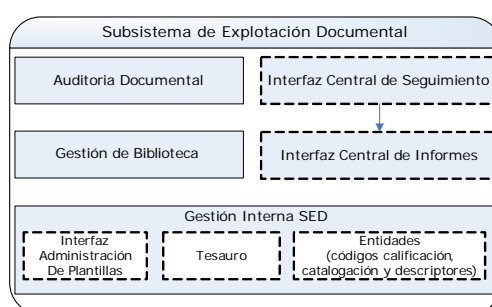 Subsistema de Explotación Documental
Auditoria Documental
Interfaz Central de Seguimiento
Gestión de Biblioteca
Interfaz Central de Informes
Gestión Interna SED
Interfaz
Administración
De Plantillas
Tesauro
Entidades
(códigos calificación,
catalogación y descriptores)